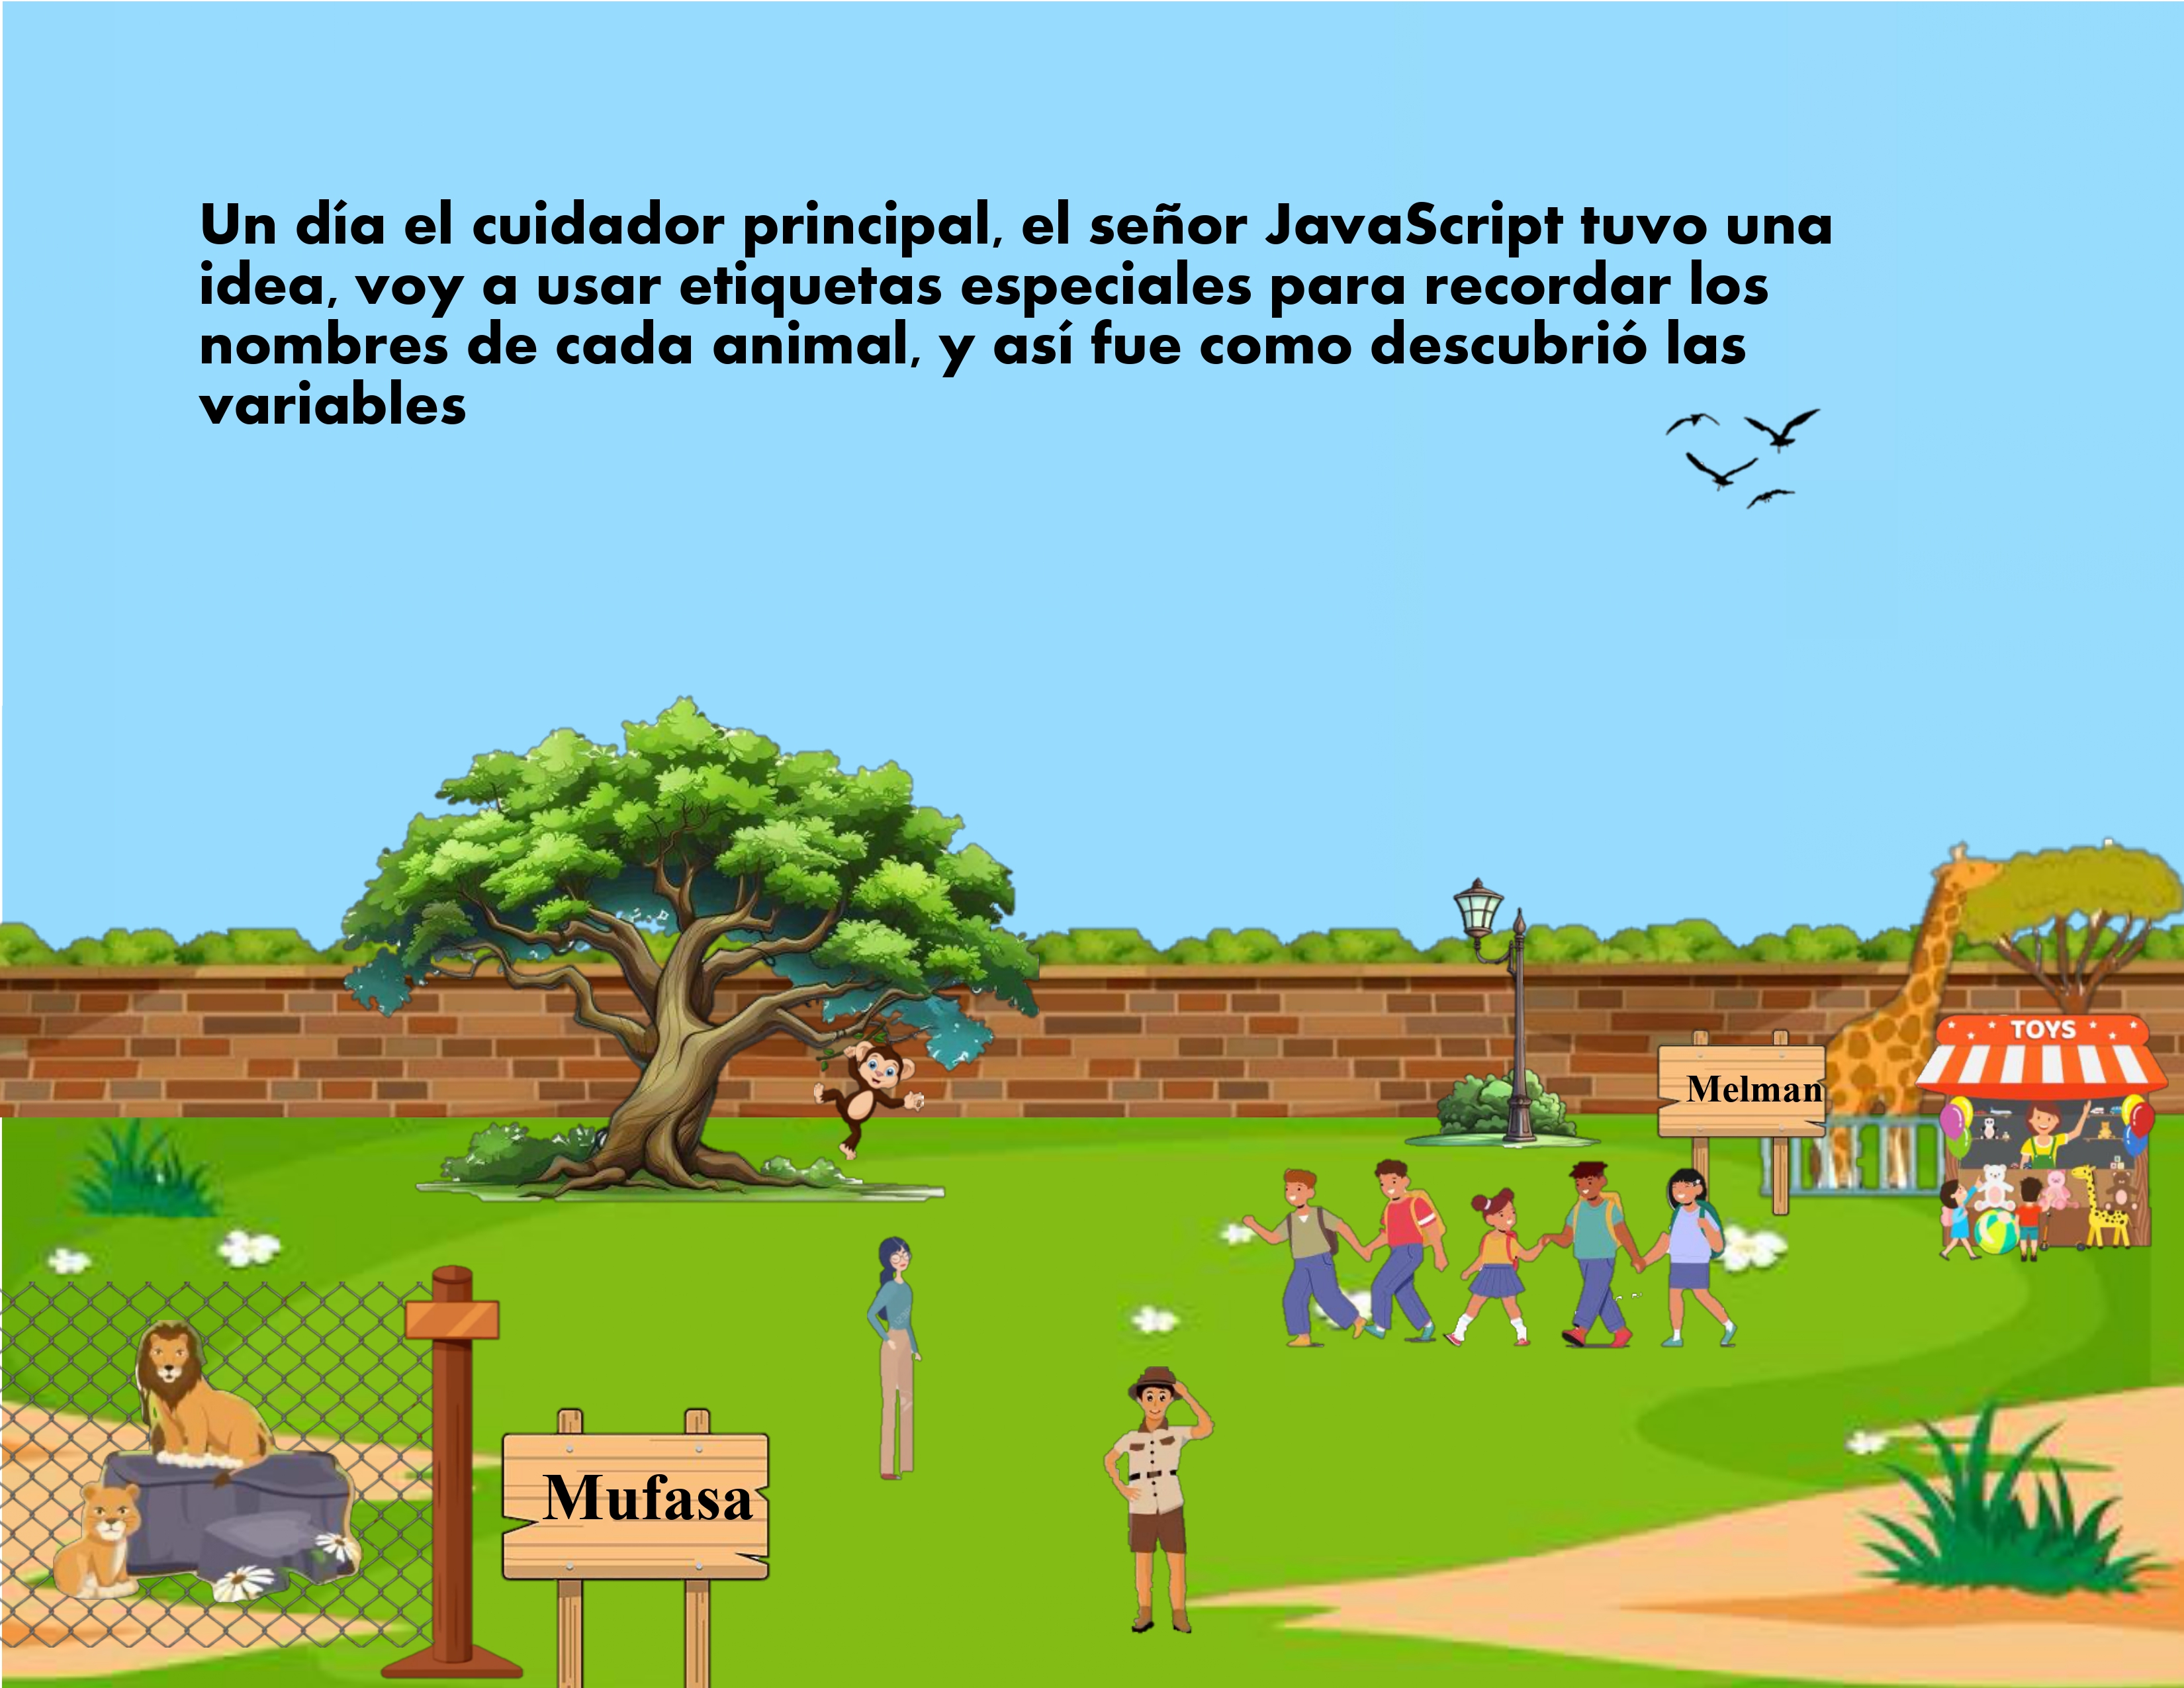 Un día el cuidador principal, el señor JavaScript tuvo una
idea, voy a usar etiquetas especiales para recordar los
nombres de cada animal, y así fue como descubrió las
variables
TOYS
Melman
Mufasa